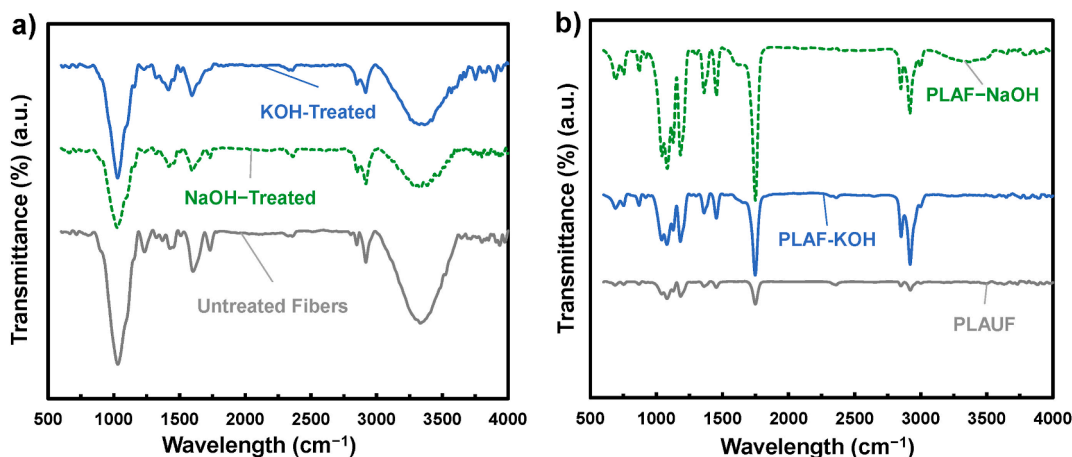 a)
Transmittance (%) (a.u.)
KOH-Treated
NaOH–Treated
Untreated Fibers
500 1000 1500 2000 2500 3000 3500 4000
Wavelength (cm⁻¹)
b)
Transmittance (%) (a.u.)
PLAF–NaOH
PLAF-KOH
PLAUF
500 1000 1500 2000 2500 3000 3500 4000
Wavelength (cm⁻¹)